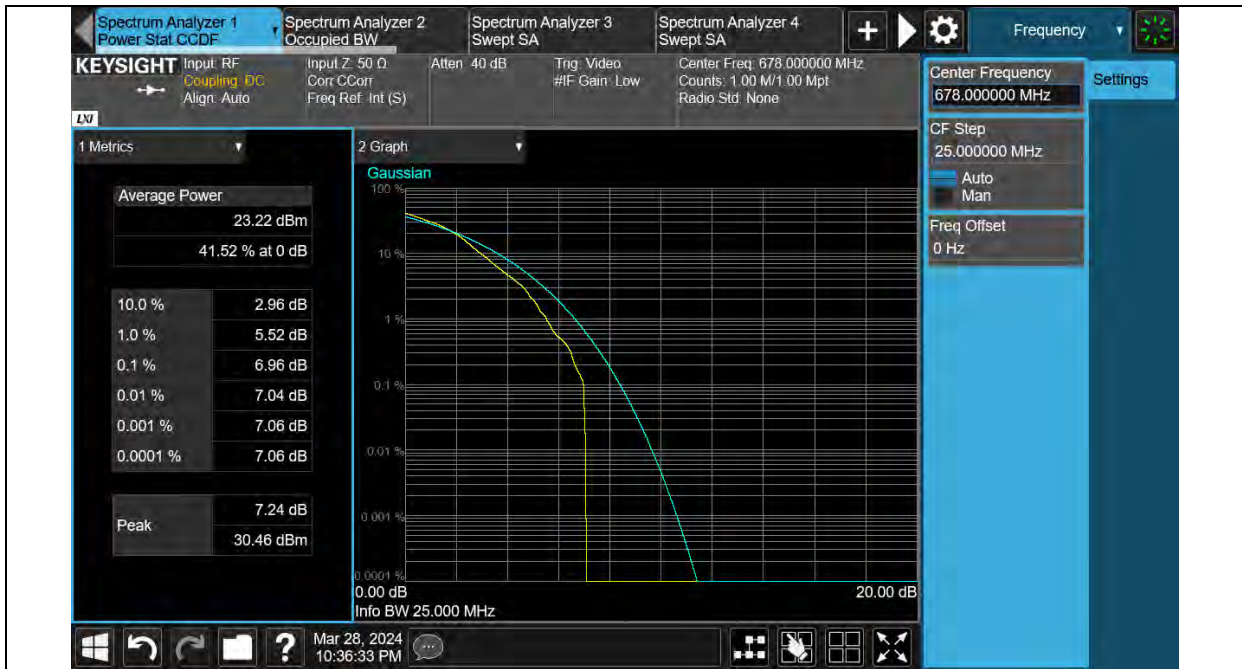 Spectrum Analyzer 1
Power Stat CCDF
Spectrum Analyzer 2
Occupied BW
Spectrum Analyzer 3
Swept SA
Spectrum Analyzer 4
Swept SA
+
Frequency
KEYSIGHT
LXI
Input: RF
Coupling: DC
Align: Auto
Input Z: 50 Ω
Corr CCorr
Freq Ref: Int (S)
Atten: 40 dB
Trig: Video
#IF Gain: Low
Center Freq: 678.000000 MHz
Counts: 1.00 M/1.00 Mpt
Radio Std: None
Center Frequency
678.000000 MHz
Settings
CF Step
25.000000 MHz
Auto
Man
Freq Offset
0 Hz
1 Metrics
Average Power
23.22 dBm
41.52 % at 0 dB
10.0 % 2.96 dB
1.0 % 5.52 dB
0.1 % 6.96 dB
0.01 % 7.04 dB
0.001 % 7.06 dB
0.0001 % 7.06 dB
Peak
7.24 dB
30.46 dBm
2 Graph
Gaussian
100 %
10 %
1 %
0.1 %
0.01 %
0.001 %
0.0001 %
0.00 dB
20.00 dB
Info BW 25.000 MHz
?
Mar 28, 2024
10:36:33 PM